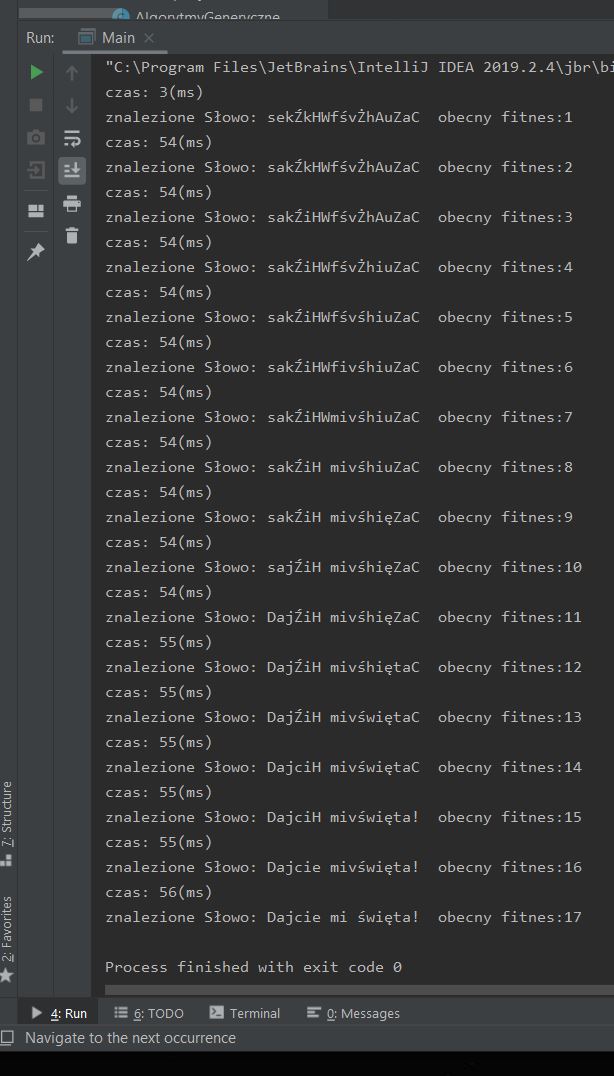 AlgorytmyGenetyczne
Run: Main
"C:\Program Files\JetBrains\IntelliJ IDEA 2019.2.4\jbr\bi
czas: 3(ms)
znalezione Słowo: sekŹkHWfśvŻhAuZaC  obecny fitnes:1
czas: 54(ms)
znalezione Słowo: sakŹkHWfśvŻhAuZaC  obecny fitnes:2
czas: 54(ms)
znalezione Słowo: sakŹiHWfśvŻhAuZaC  obecny fitnes:3
czas: 54(ms)
znalezione Słowo: sakŹiHWfśvŻhiuZaC  obecny fitnes:4
czas: 54(ms)
znalezione Słowo: sakŹiHWfśvśhiuZaC  obecny fitnes:5
czas: 54(ms)
znalezione Słowo: sakŹiHWfivśhiuZaC  obecny fitnes:6
czas: 54(ms)
znalezione Słowo: sakŹiHWmivśhiuZaC  obecny fitnes:7
czas: 54(ms)
znalezione Słowo: sakŹiH mivśhiuZaC  obecny fitnes:8
czas: 54(ms)
znalezione Słowo: sakŹiH mivśhięZaC  obecny fitnes:9
czas: 54(ms)
znalezione Słowo: sajŹiH mivśhięZaC  obecny fitnes:10
czas: 54(ms)
znalezione Słowo: DajŹiH mivśhięZaC  obecny fitnes:11
czas: 55(ms)
znalezione Słowo: DajŹiH mivśhiętaC  obecny fitnes:12
czas: 55(ms)
znalezione Słowo: DajŹiH mivświętaC  obecny fitnes:13
czas: 55(ms)
znalezione Słowo: DajciH mivświętaC  obecny fitnes:14
czas: 55(ms)
znalezione Słowo: DajciH mivświęta!  obecny fitnes:15
czas: 55(ms)
znalezione Słowo: Dajcie mivświęta!  obecny fitnes:16
czas: 56(ms)
znalezione Słowo: Dajcie mi święta!  obecny fitnes:17
Process finished with exit code 0
7: Structure
2: Favorites
4: Run 6: TODO Terminal 0: Messages
Navigate to the next occurrence